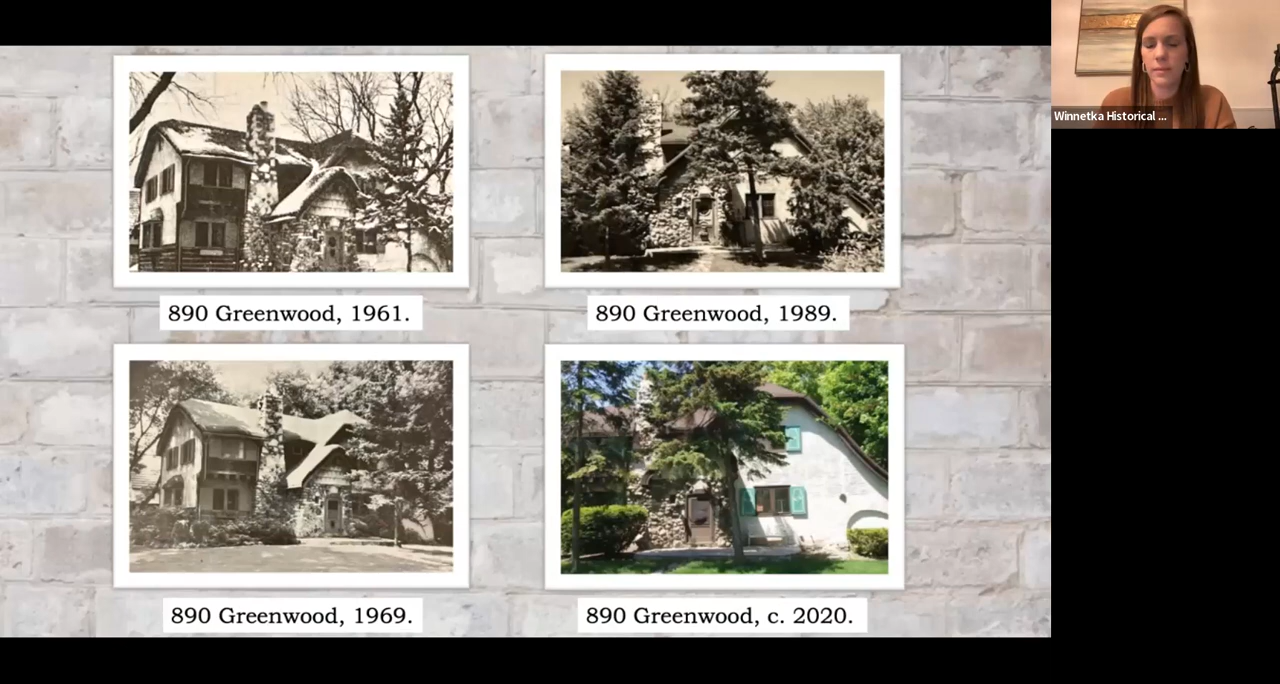 890 Greenwood, 1961.
890 Greenwood, 1989.
890 Greenwood, 1969.
890 Greenwood, c. 2020.
Winnetka Historical ...